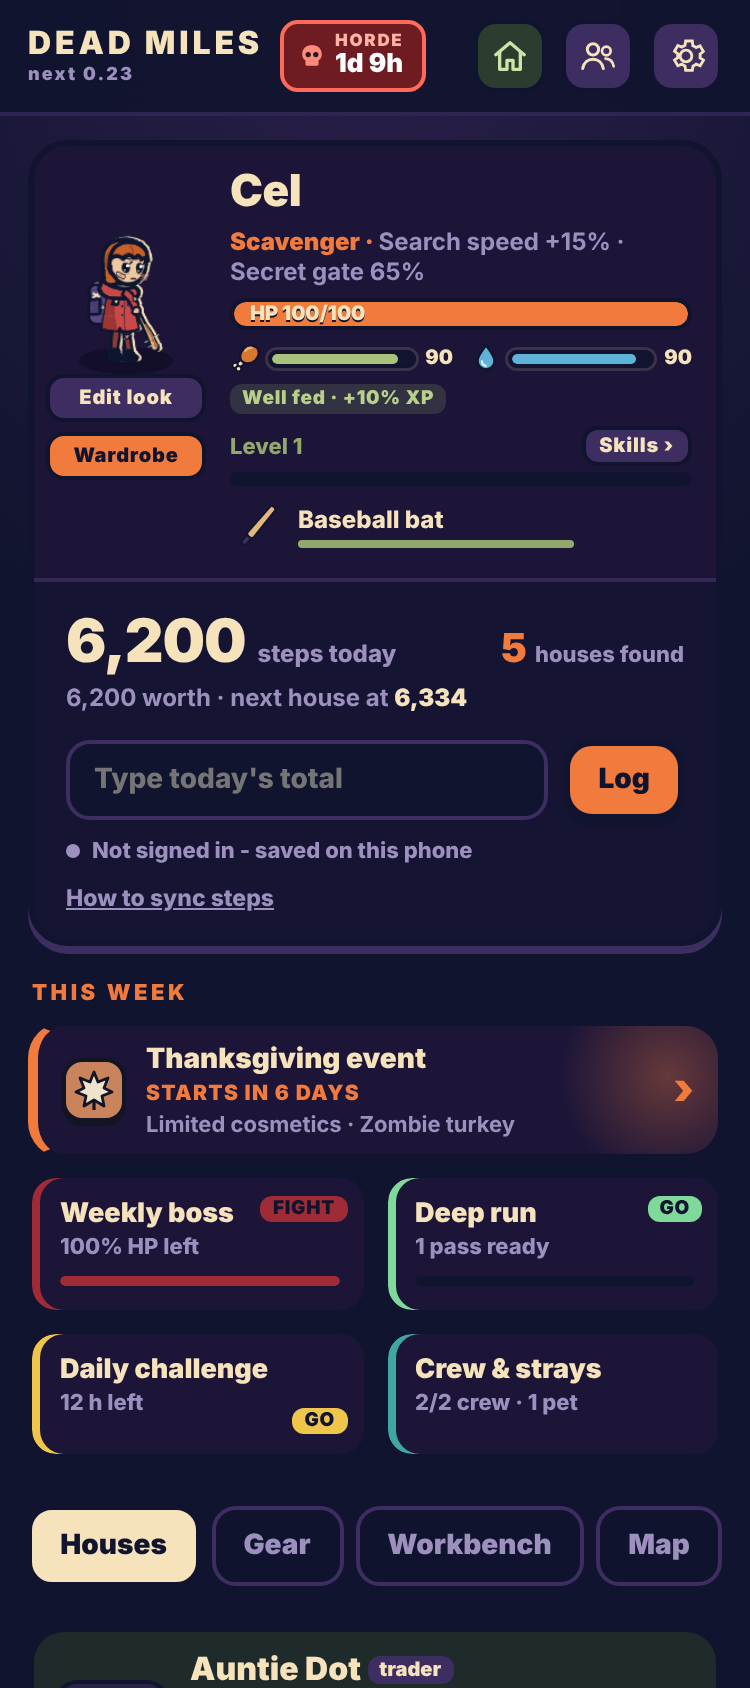 DEAD MILES
next 0.23
HORDE
1d 9h
Cel
Scavenger · Search speed +15% ·
Secret gate 65%
HP 100/100
90
90
Well fed · +10% XP
Edit look
Wardrobe
Level 1
Skills ›
Baseball bat
6,200 steps today
5 houses found
6,200 worth · next house at 6,334
Type today's total
Log
Not signed in - saved on this phone
How to sync steps
THIS WEEK
Thanksgiving event
STARTS IN 6 DAYS
Limited cosmetics · Zombie turkey
Weekly boss
FIGHT
100% HP left
Deep run
GO
1 pass ready
Daily challenge
12 h left
GO
Crew & strays
2/2 crew · 1 pet
Houses
Gear
Workbench
Map
Auntie Dot trader